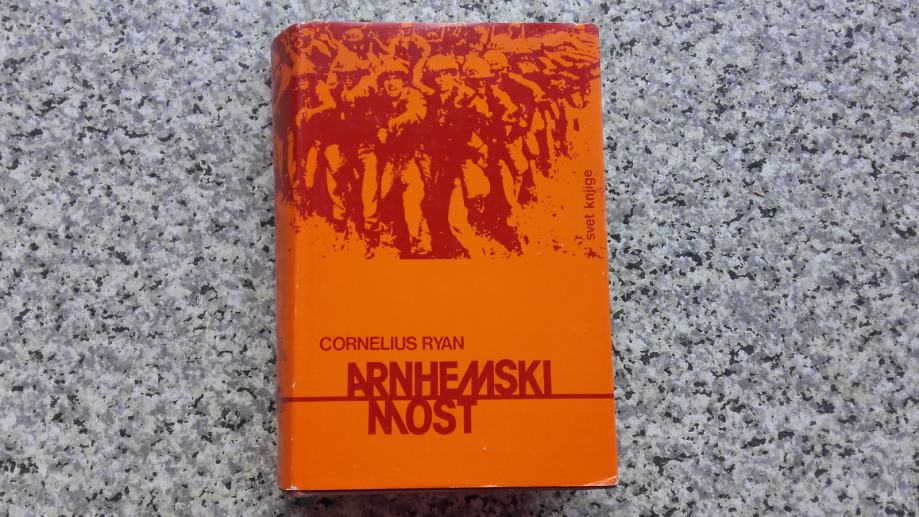 svet knjige
CORNELIUS RYAN
ARNHEMSKI
MOST